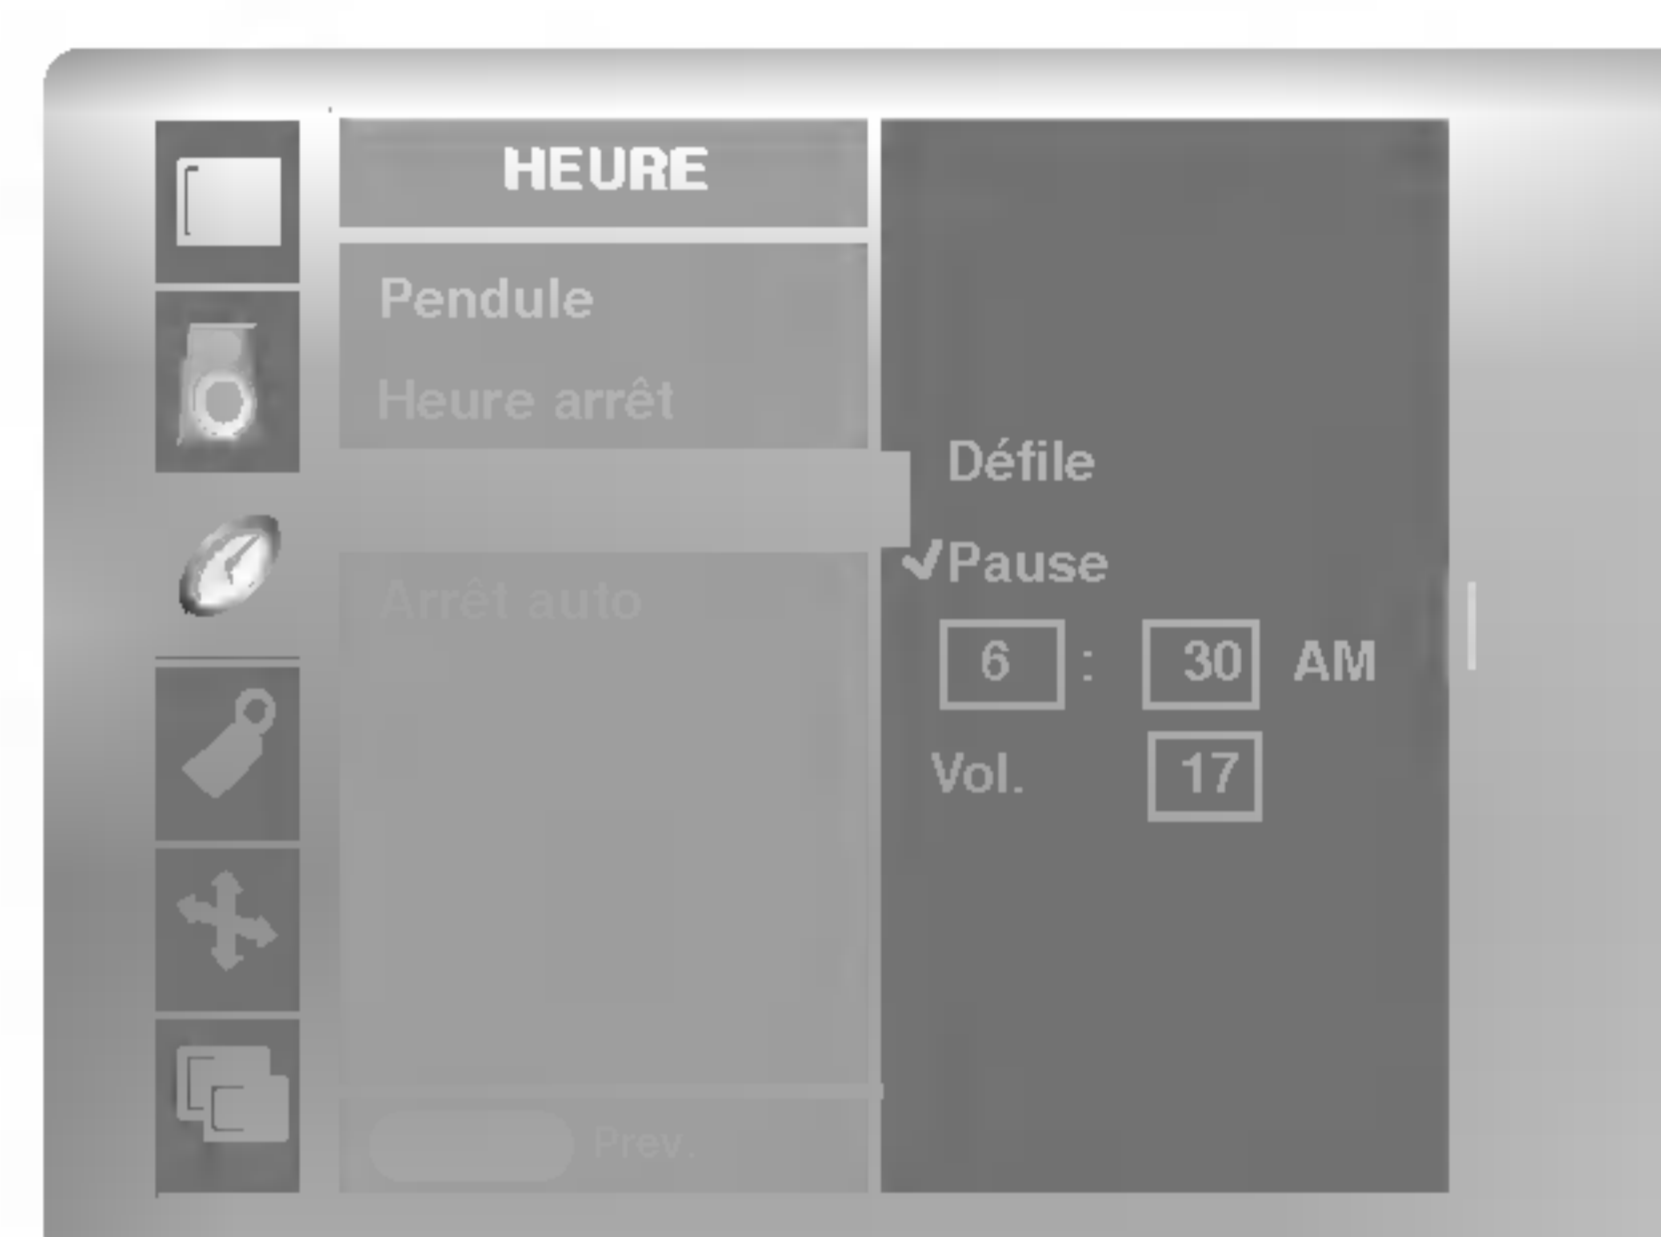 HEURE
Pendule
Heure arrêt
Arrêt auto
Prev.
Défile
✓Pause
6 : 30 AM
Vol. 17